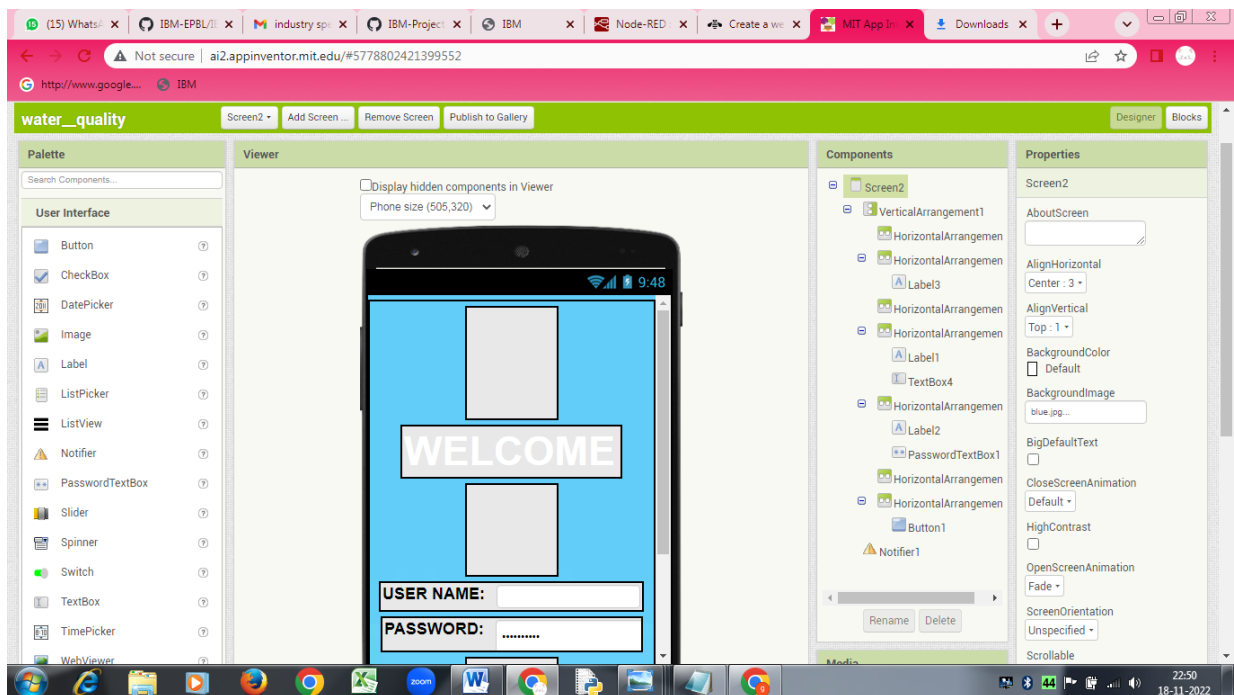 (15) WhatsA
IBM-EPBL/IE
industry spe
IBM-Project
IBM
Node-RED :
Create a we
MIT App In
Downloads
Not secure
ai2.appinventor.mit.edu/#5778802421399552
http://www.google....
IBM
water__quality
Screen2
Add Screen ...
Remove Screen
Publish to Gallery
Designer
Blocks
Palette
Search Components...
User Interface
Button
CheckBox
DatePicker
Image
Label
ListPicker
ListView
Notifier
PasswordTextBox
Slider
Spinner
Switch
TextBox
TimePicker
WebViewer
Viewer
Display hidden components in Viewer
Phone size (505,320)
9:48
WELCOME
USER NAME:
PASSWORD:
Components
Screen2
VerticalArrangement1
HorizontalArrangemen
HorizontalArrangemen
Label3
HorizontalArrangemen
HorizontalArrangemen
Label1
TextBox4
HorizontalArrangemen
Label2
PasswordTextBox1
HorizontalArrangemen
HorizontalArrangemen
Button1
Notifier1
Rename
Delete
Media
Properties
Screen2
AboutScreen
AlignHorizontal
Center : 3
AlignVertical
Top : 1
BackgroundColor
Default
BackgroundImage
blue.jpg...
BigDefaultText
CloseScreenAnimation
Default
HighContrast
OpenScreenAnimation
Fade
ScreenOrientation
Unspecified
Scrollable
zoom
44
22:50
18-11-2022